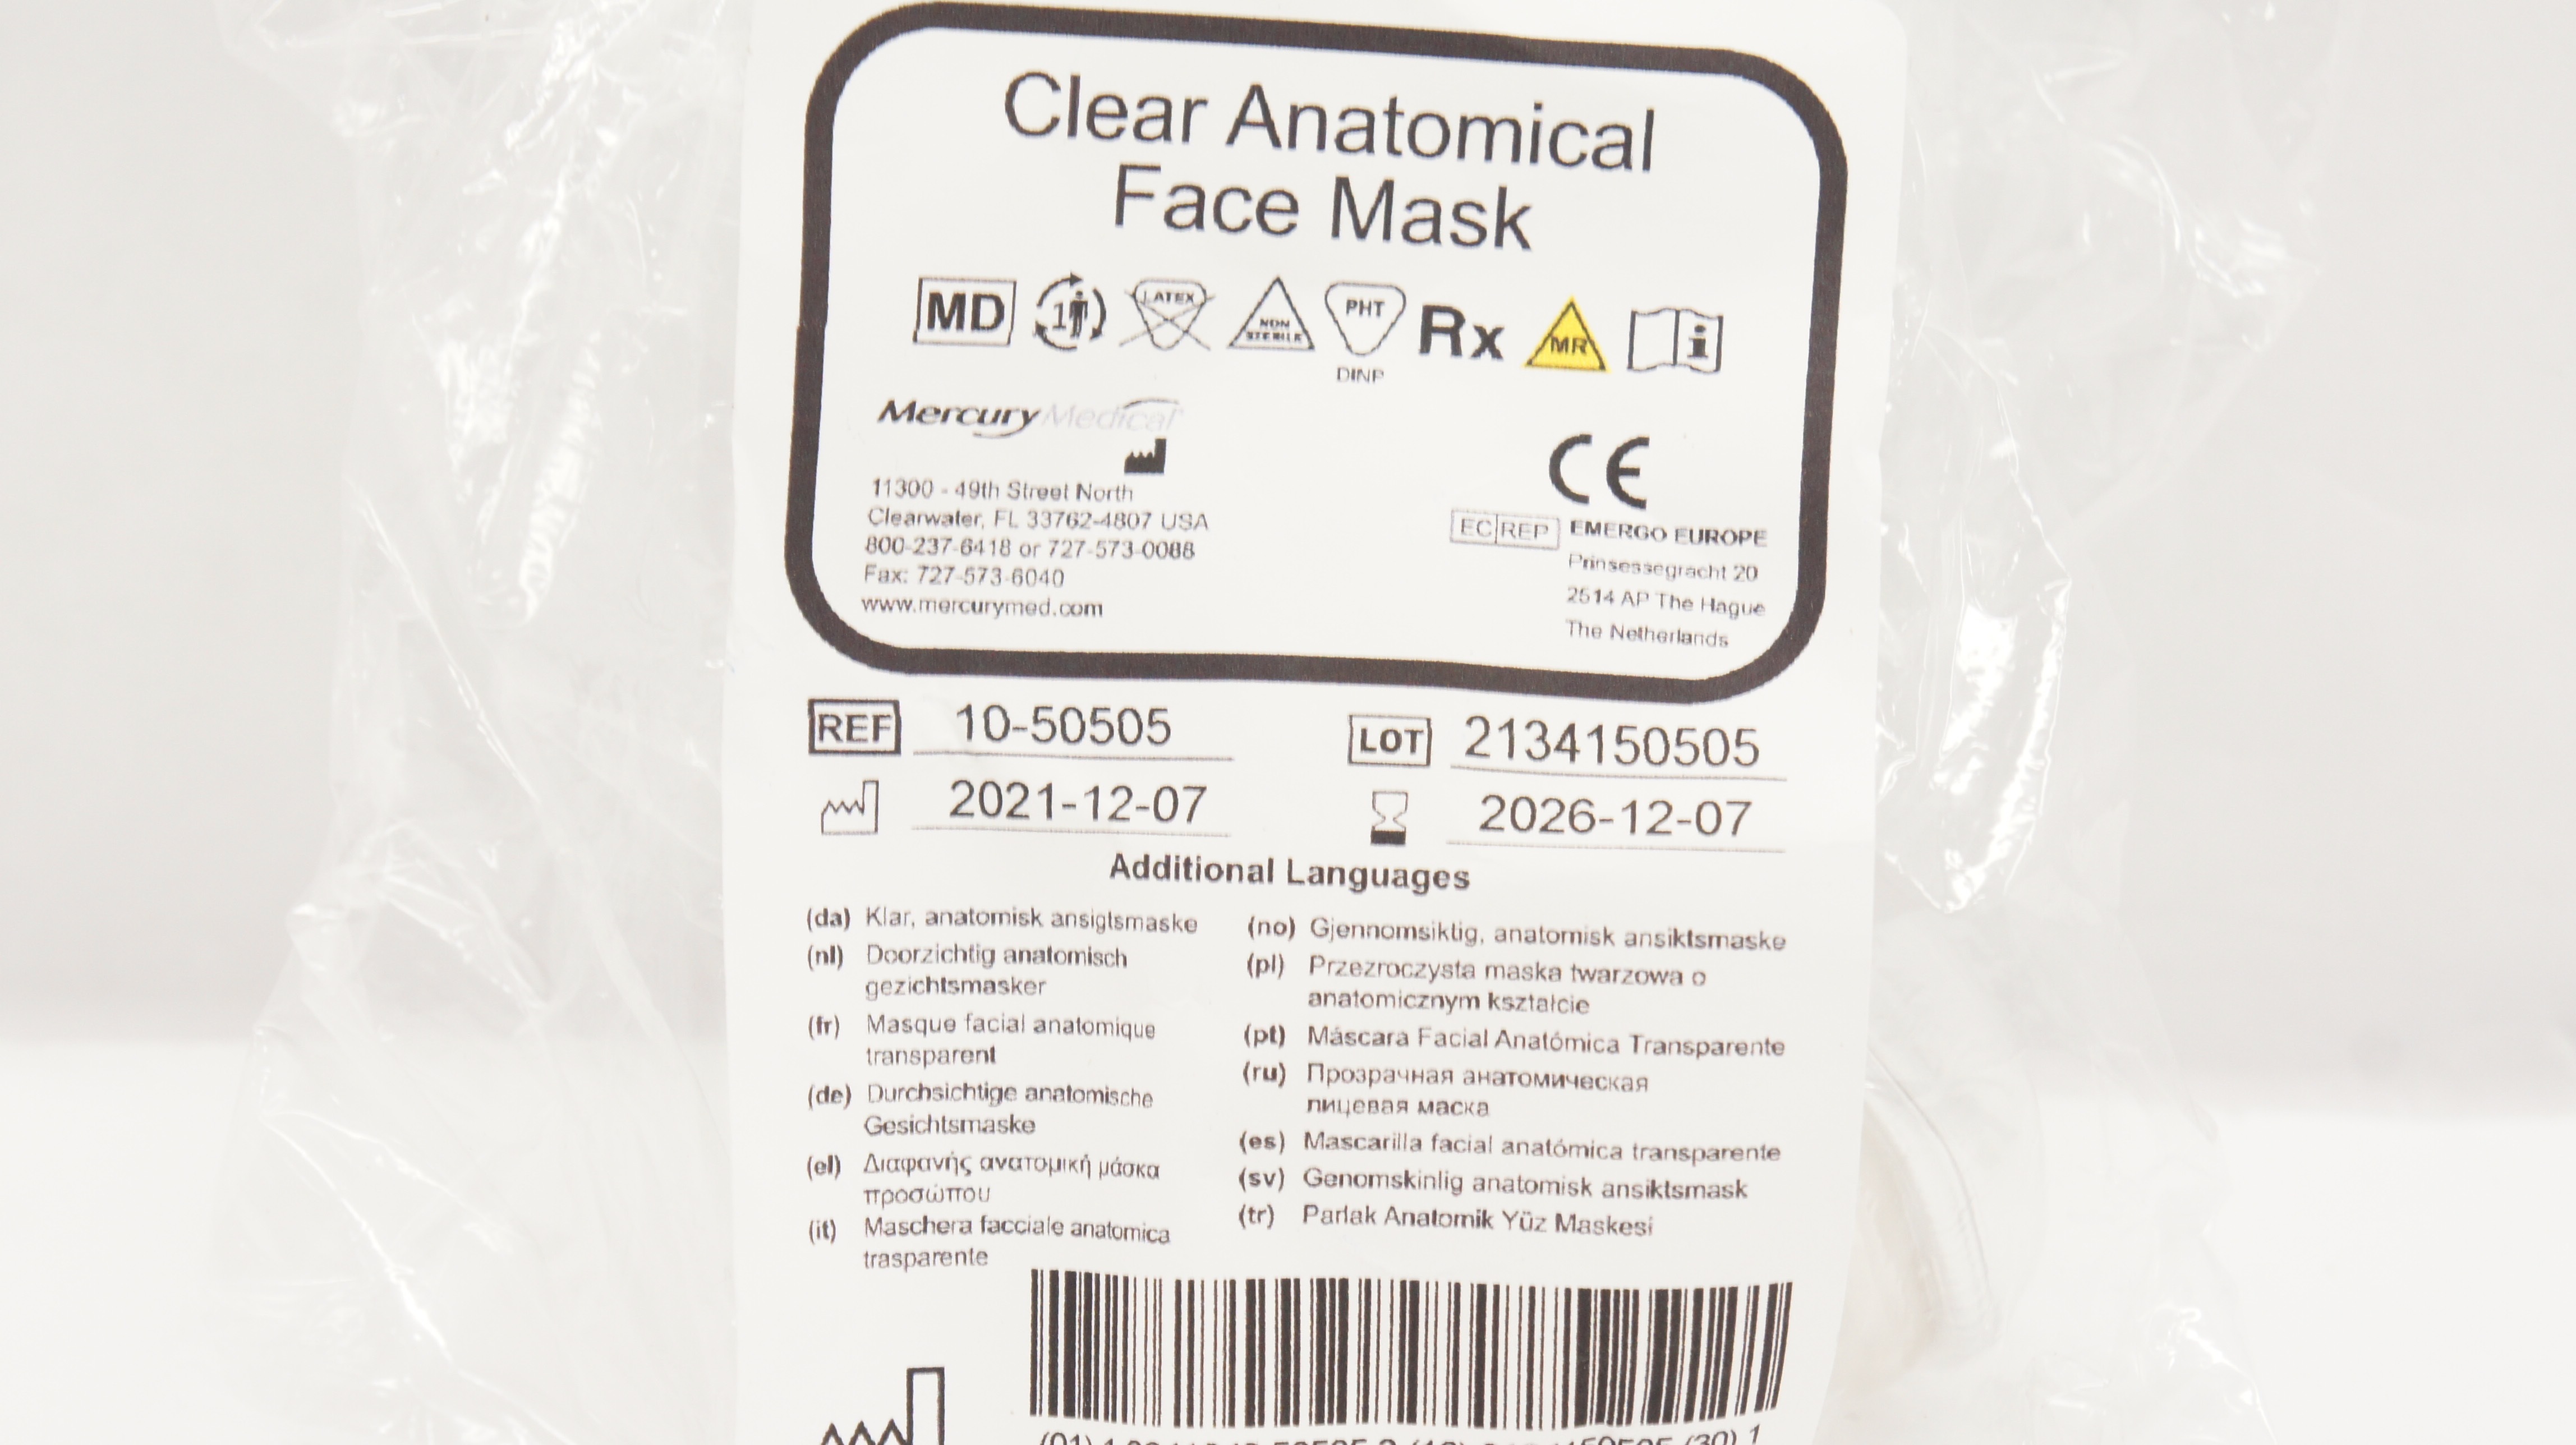 Clear Anatomical
Face Mask
MD 1 LATEX NON STERILE PHT Rx MR i
DINP
Mercury Medical
11300 - 49th Street North
Clearwater, FL 33762-4807 USA
800-237-6418 or 727-573-0088
Fax: 727-573-6040
www.mercurymed.com
CE
EC REP EMERGO EUROPE
Prinsessegracht 20
2514 AP The Hague
The Netherlands
REF 10-50505
LOT 2134150505
2021-12-07
2026-12-07
Additional Languages
(da) Klar, anatomisk ansigtsmaske
(nl) Doorzichtig anatomisch
gezichtsmasker
(fr) Masque facial anatomique
transparent
(de) Durchsichtige anatomische
Gesichtsmaske
(el) Διαφανής ανατομική μάσκα
προσώπου
(it) Maschera facciale anatomica
trasparente
(no) Gjennomsiktig, anatomisk ansiktsmaske
(pl) Przezroczysta maska twarzowa o
anatomicznym kształcie
(pt) Máscara Facial Anatómica Transparente
(ru) Прозрачная анатомическая
лицевая маска
(es) Mascarilla facial anatómica transparente
(sv) Genomskinlig anatomisk ansiktsmask
(tr) Parlak Anatomik Yüz Maskesi
(01) (30) 1